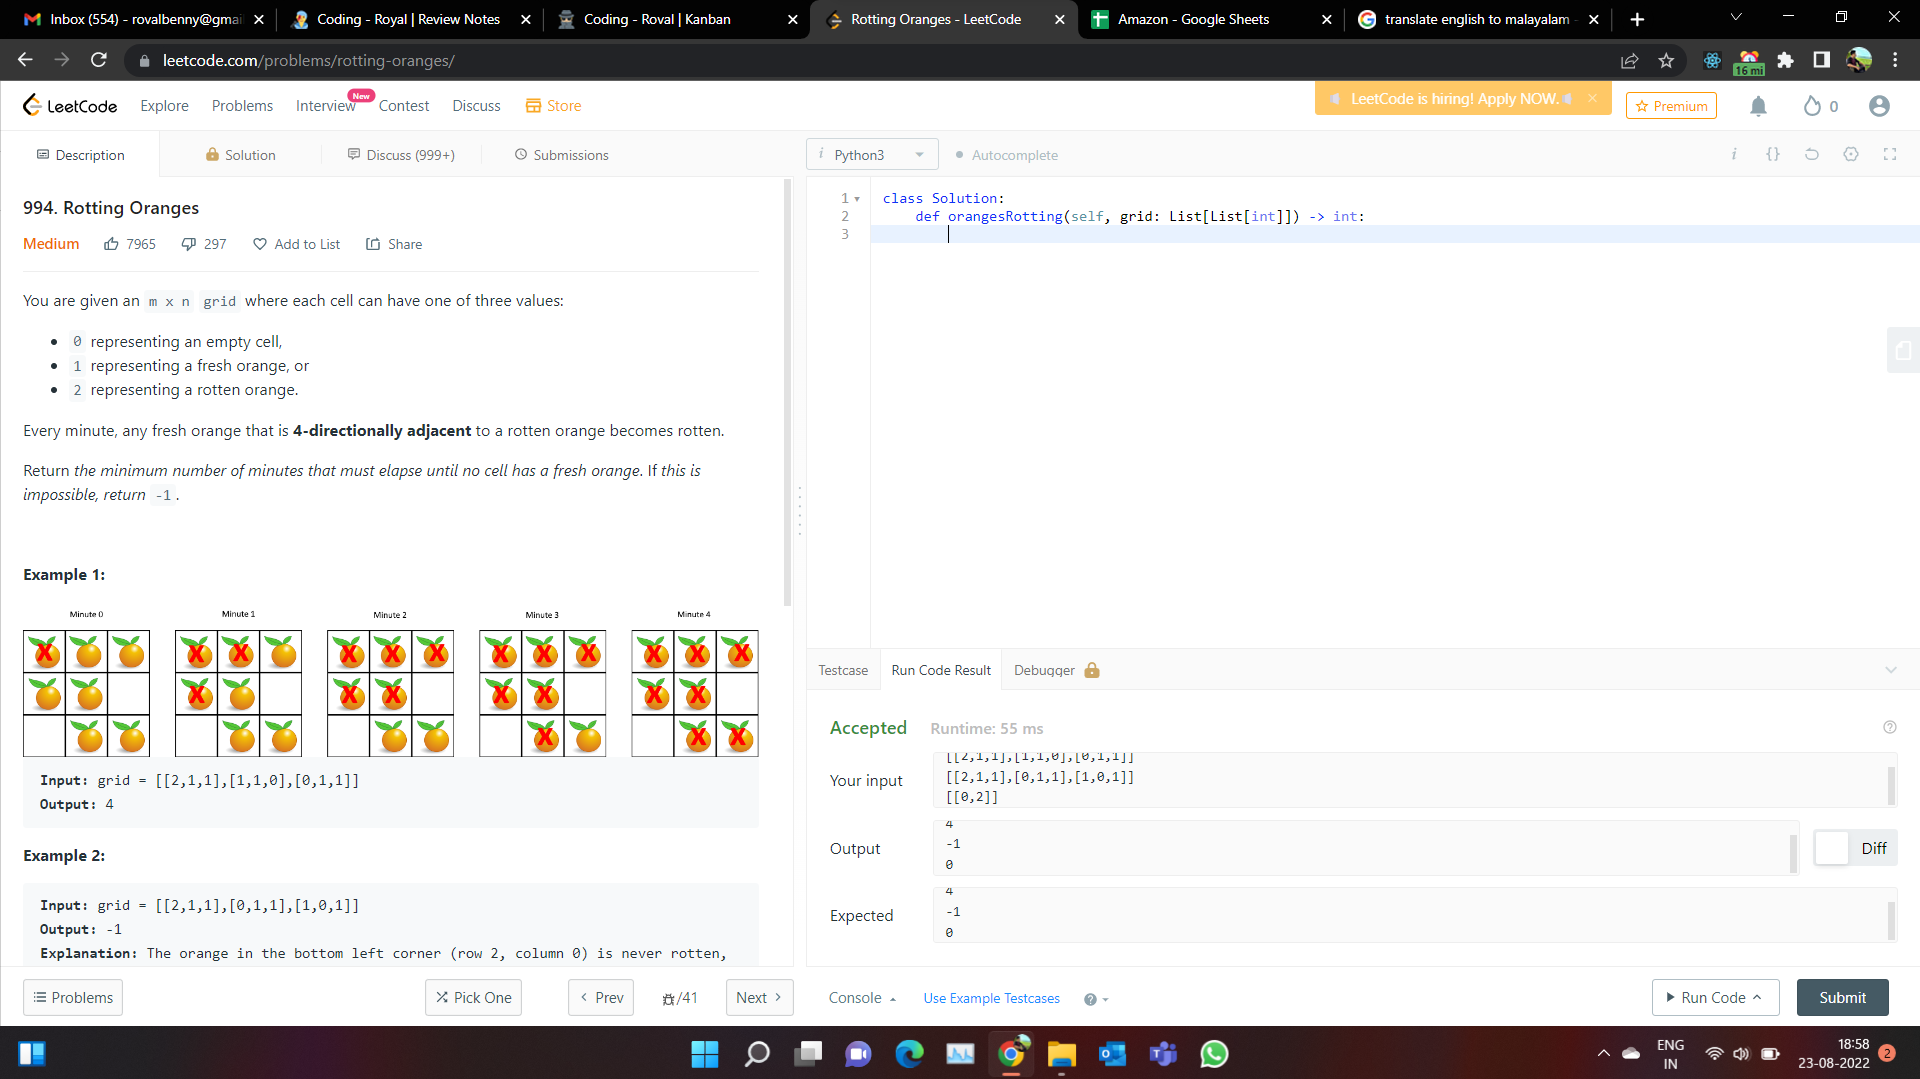 Inbox (554) - rovalbenny@gmai
Coding - Royal | Review Notes
Coding - Roval | Kanban
Rotting Oranges - LeetCode
Amazon - Google Sheets
translate english to malayalam -
leetcode.com/problems/rotting-oranges/
16 mi
LeetCode
Explore
Problems
Interview
New
Contest
Discuss
Store
LeetCode is hiring! Apply NOW.
Premium
0
Description
Solution
Discuss (999+)
Submissions
i Python3
Autocomplete
i {}
994. Rotting Oranges
Medium
7965
297
Add to List
Share
You are given an m x n grid where each cell can have one of three values:
0 representing an empty cell,
1 representing a fresh orange, or
2 representing a rotten orange.
Every minute, any fresh orange that is 4-directionally adjacent to a rotten orange becomes rotten.
Return the minimum number of minutes that must elapse until no cell has a fresh orange. If this is
impossible, return -1.
Example 1:
Minute 0
Minute 1
Minute 2
Minute 3
Minute 4
Input: grid = [[2,1,1],[1,1,0],[0,1,1]]
Output: 4
Example 2:
Input: grid = [[2,1,1],[0,1,1],[1,0,1]]
Output: -1
Explanation: The orange in the bottom left corner (row 2, column 0) is never rotten,
Problems
Pick One
Prev
/41
Next
1 class Solution:
2 def orangesRotting(self, grid: List[List[int]]) -> int:
3
Testcase
Run Code Result
Debugger
Accepted
Runtime: 55 ms
Your input
[[2,1,1],[1,1,0],[0,1,1]]
[[2,1,1],[0,1,1],[1,0,1]]
[[0,2]]
Output
4
-1
0
Diff
Expected
4
-1
0
Console
Use Example Testcases
Run Code
Submit
ENG
IN
18:58
23-08-2022
2